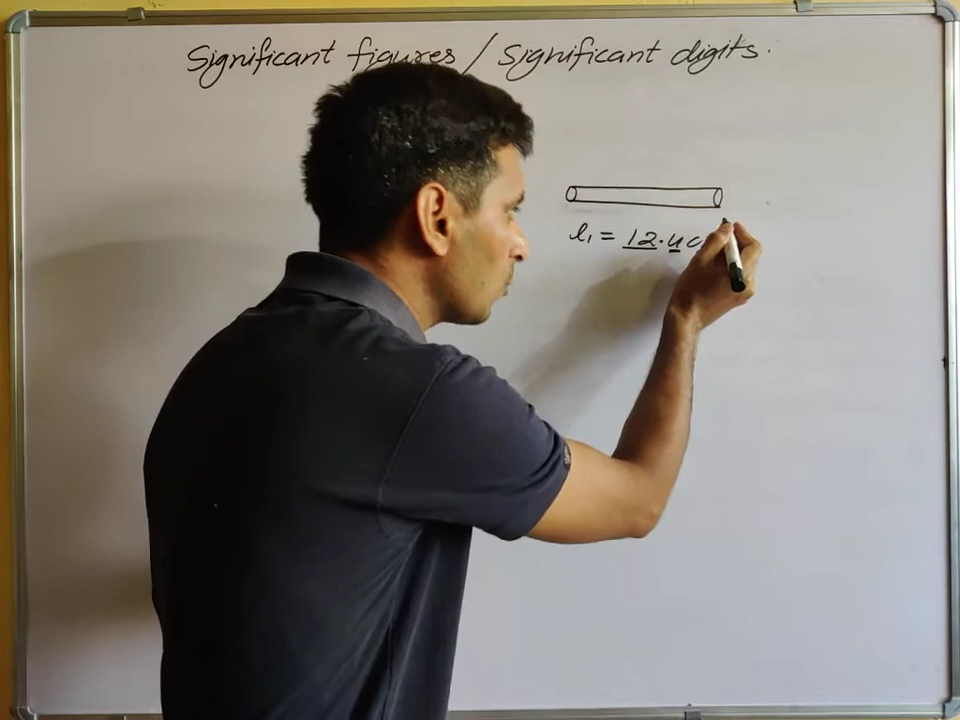 Significant figures / Significant digits.
l₁ = 12.4 c